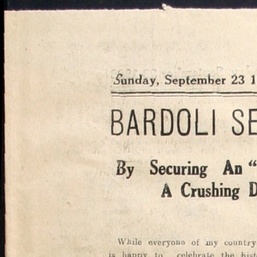 Sunday, September 23 1
BARDOLI SE
By Securing An “
A Crushing D
While everyone of my country
is happy to celebrate the hist